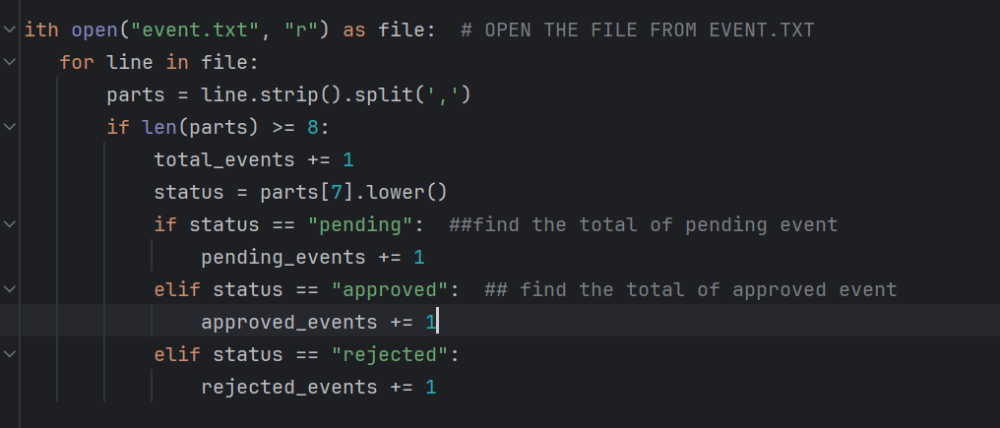 ith open("event.txt", "r") as file:  # OPEN THE FILE FROM EVENT.TXT
   for line in file:
       parts = line.strip().split(',')
       if len(parts) >= 8:
           total_events += 1
           status = parts[7].lower()
           if status == "pending":  ##find the total of pending event
               pending_events += 1
           elif status == "approved":  ## find the total of approved event
               approved_events += 1
           elif status == "rejected":
               rejected_events += 1